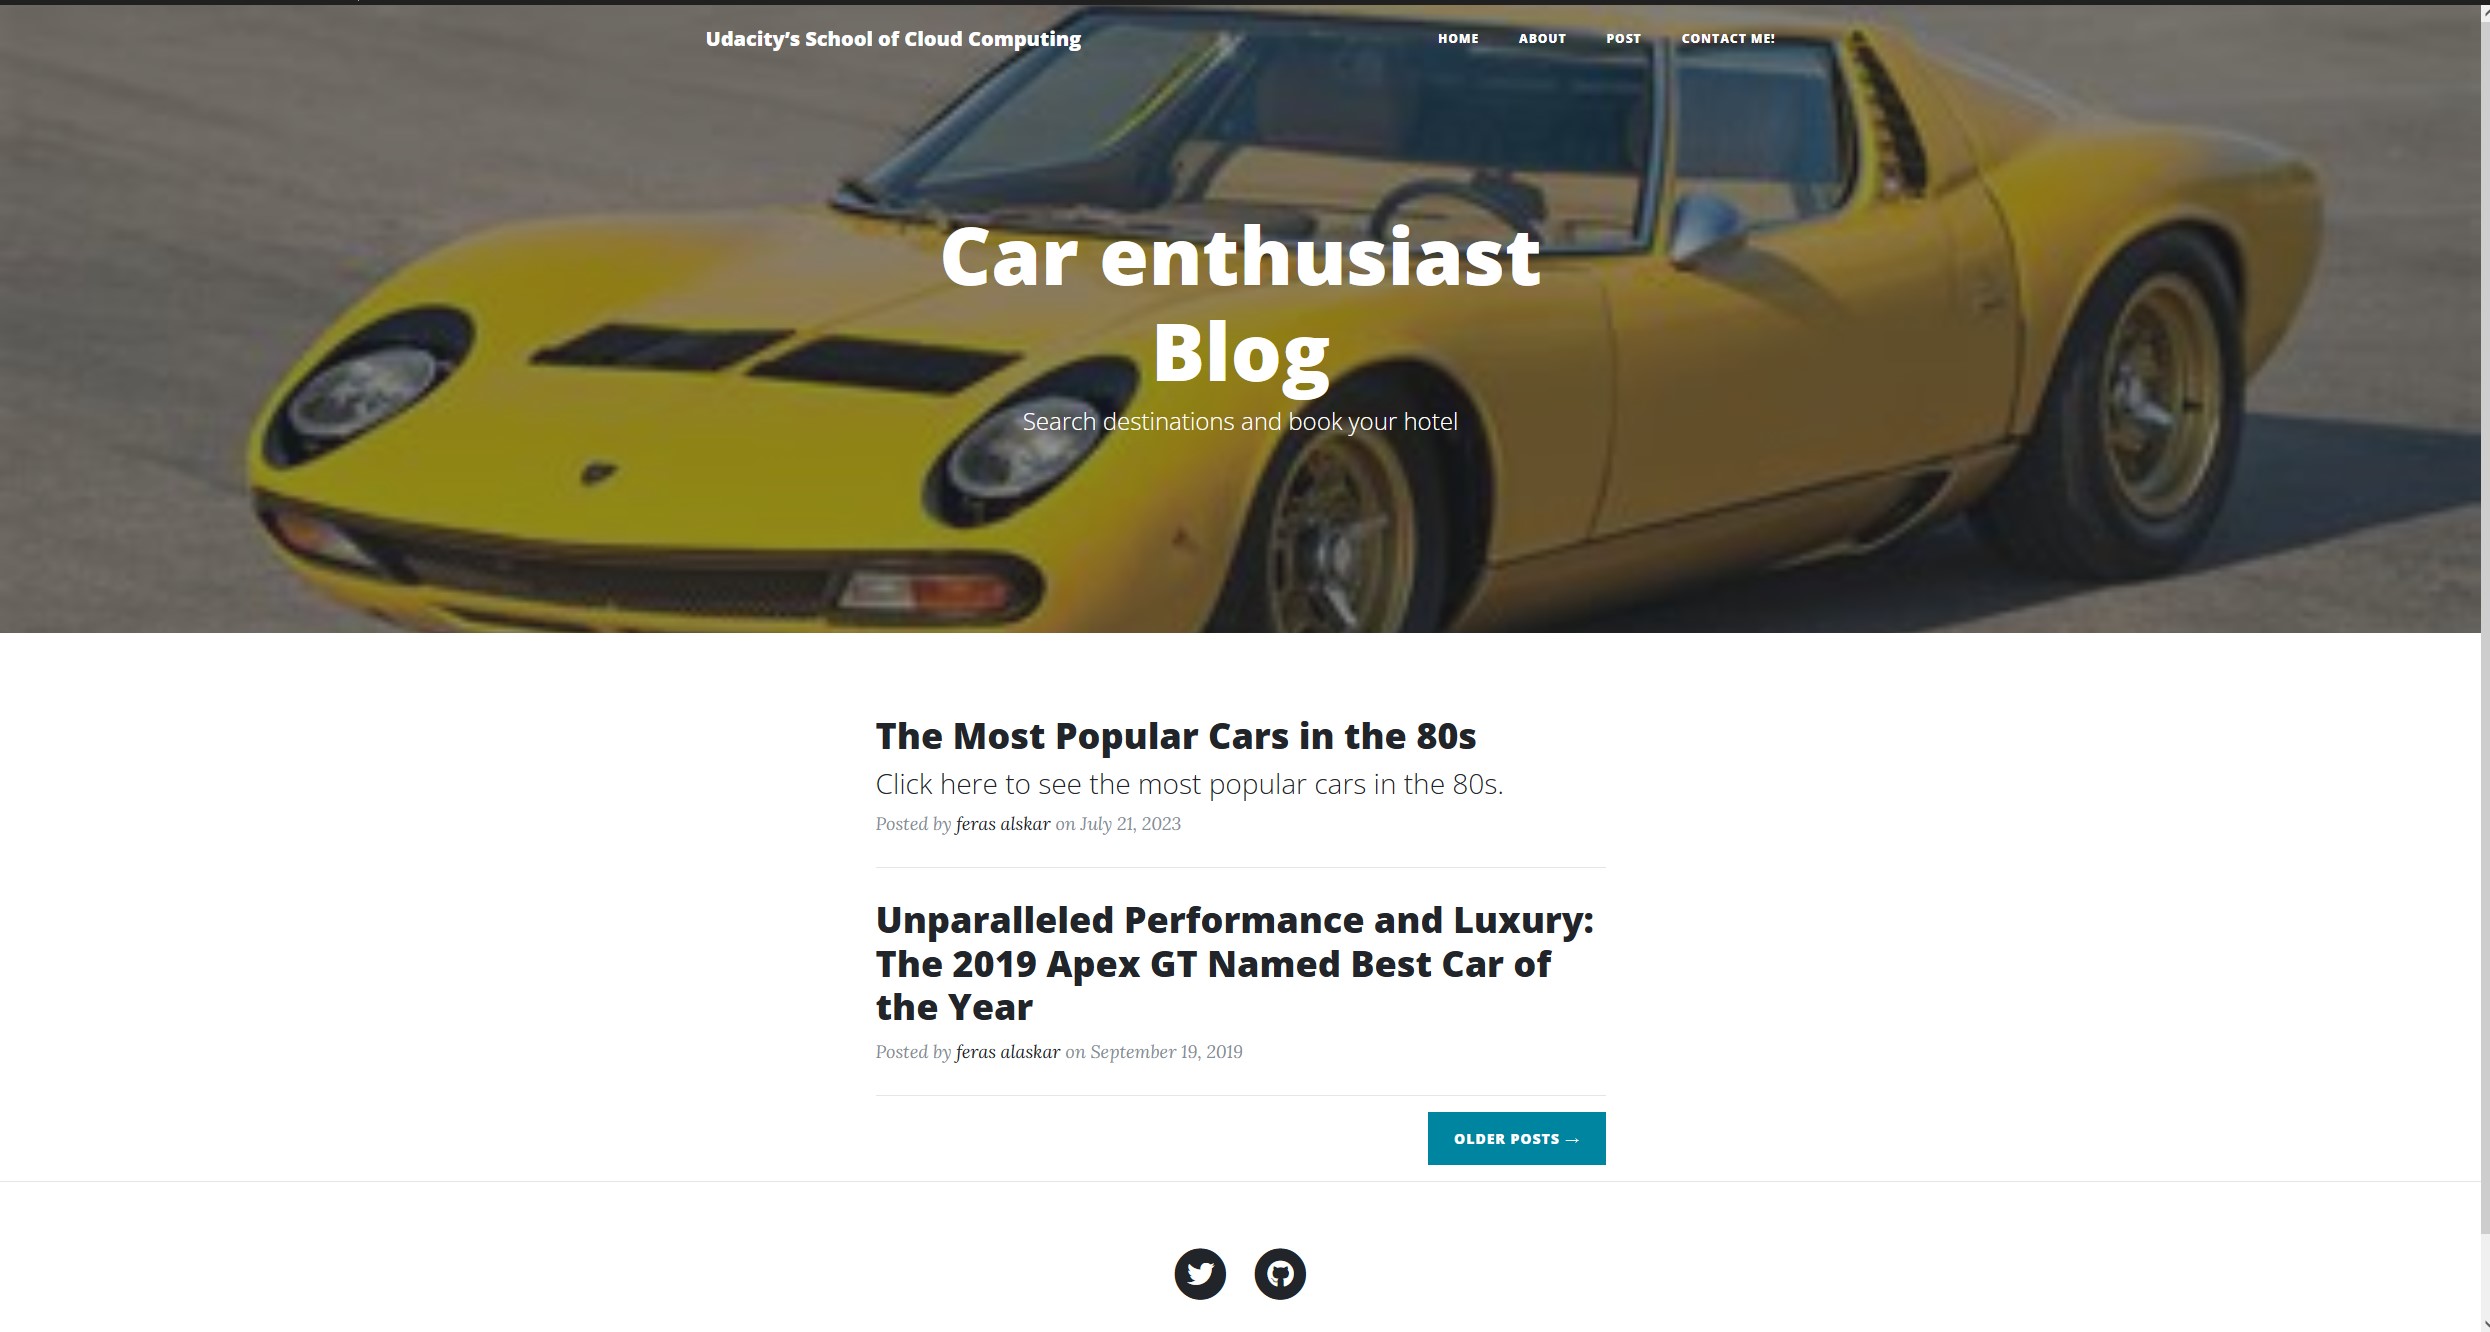 Udacity's School of Cloud Computing
HOME ABOUT POST CONTACT ME!
Car enthusiast
Blog
Search destinations and book your hotel
The Most Popular Cars in the 80s
Click here to see the most popular cars in the 80s.
Posted by feras alskar on July 21, 2023
Unparalleled Performance and Luxury:
The 2019 Apex GT Named Best Car of
the Year
Posted by feras alaskar on September 19, 2019
OLDER POSTS →